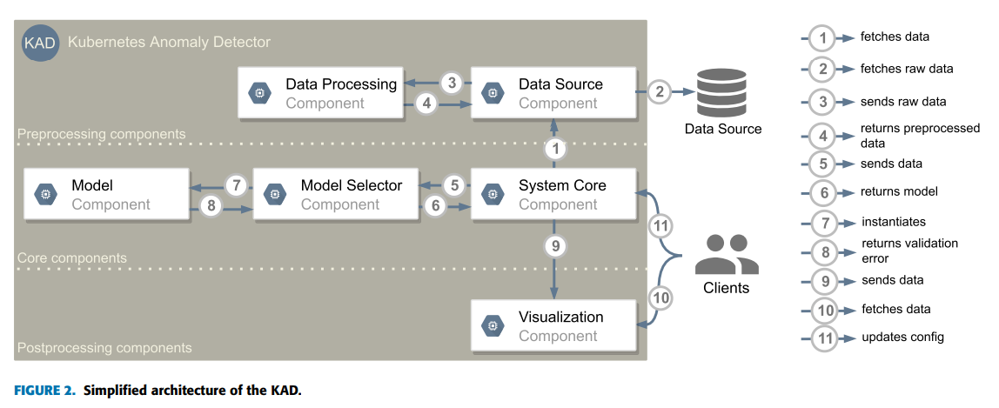 KAD Kubernetes Anomaly Detector
Data Processing
Component
3
4
Data Source
Component
2
Data Source
Preprocessing components
1
Model
Component
7
8
Model Selector
Component
5
6
System Core
Component
11
9
Core components
Clients
10
Visualization
Component
Postprocessing components
1 fetches data
2 fetches raw data
3 sends raw data
4 returns preprocessed
data
5 sends data
6 returns model
7 instantiates
8 returns validation
error
9 sends data
10 fetches data
11 updates config
FIGURE 2. Simplified architecture of the KAD.